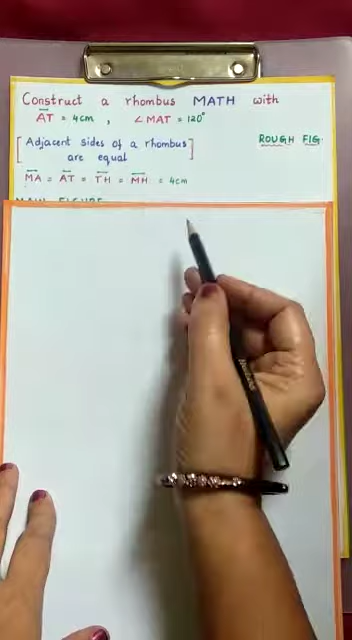 Construct a rhombus MATH with
AT = 4cm , ∠MAT = 120°
[Adjacent sides of a rhombus are equal]
ROUGH FIG.
MA = AT = TH = MH = 4cm